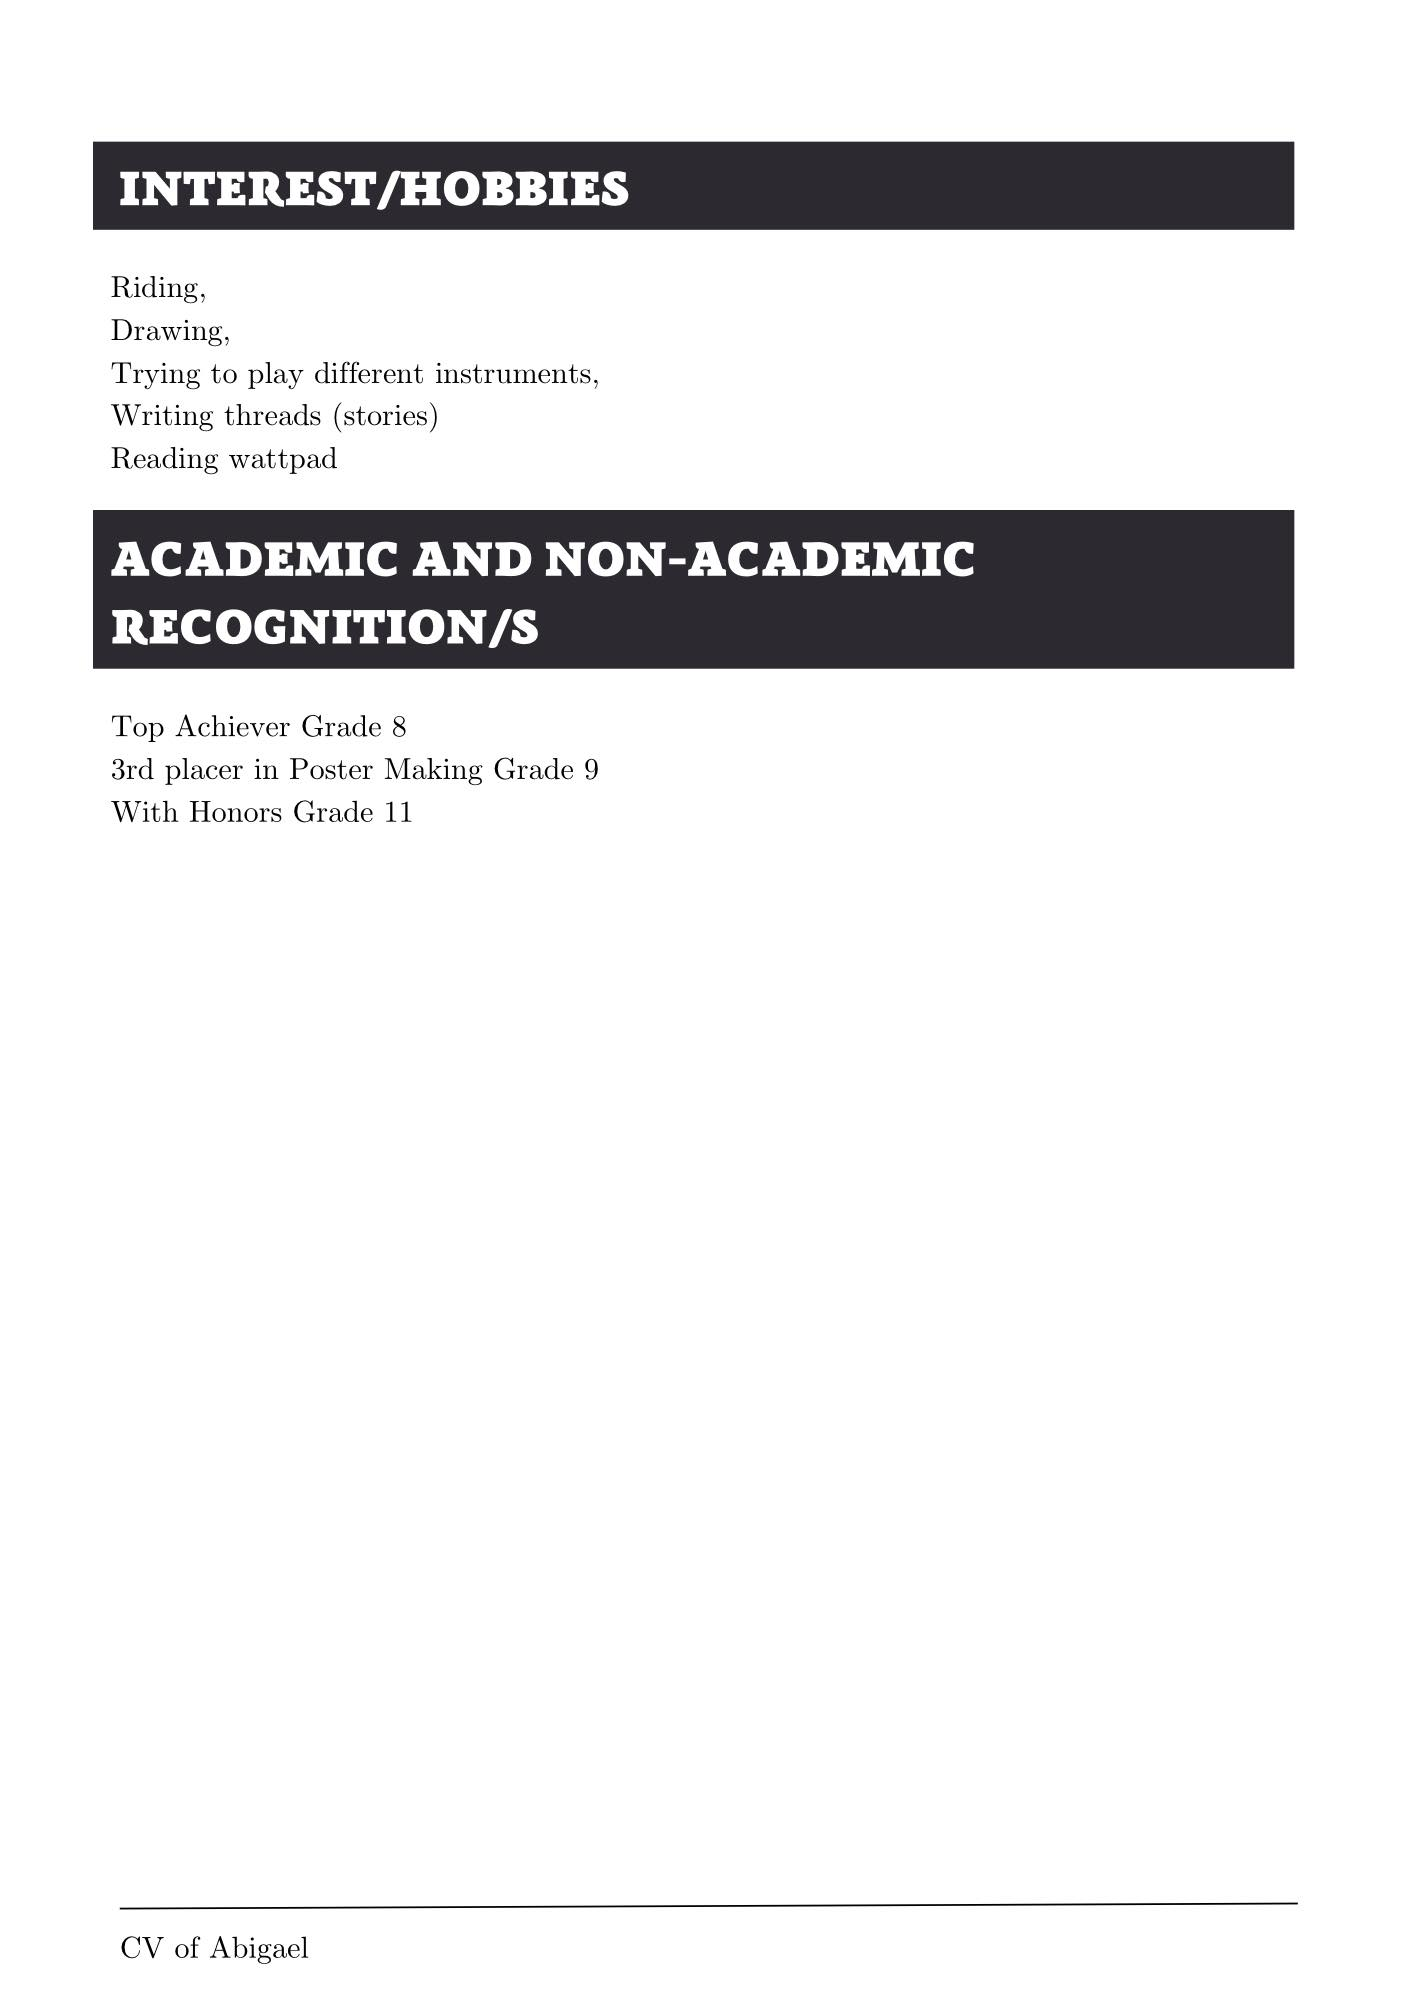 INTEREST/HOBBIES
Riding,
Drawing,
Trying to play different instruments,
Writing threads (stories)
Reading wattpad
ACADEMIC AND NON-ACADEMIC
RECOGNITION/S
Top Achiever Grade 8
3rd placer in Poster Making Grade 9
With Honors Grade 11
CV of Abigael